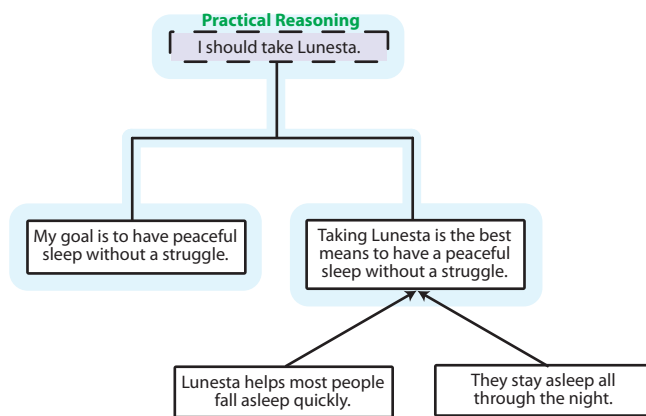 Practical Reasoning
I should take Lunesta.
My goal is to have peaceful
sleep without a struggle.
Taking Lunesta is the best
means to have a peaceful
sleep without a struggle.
Lunesta helps most people
fall asleep quickly.
They stay asleep all
through the night.